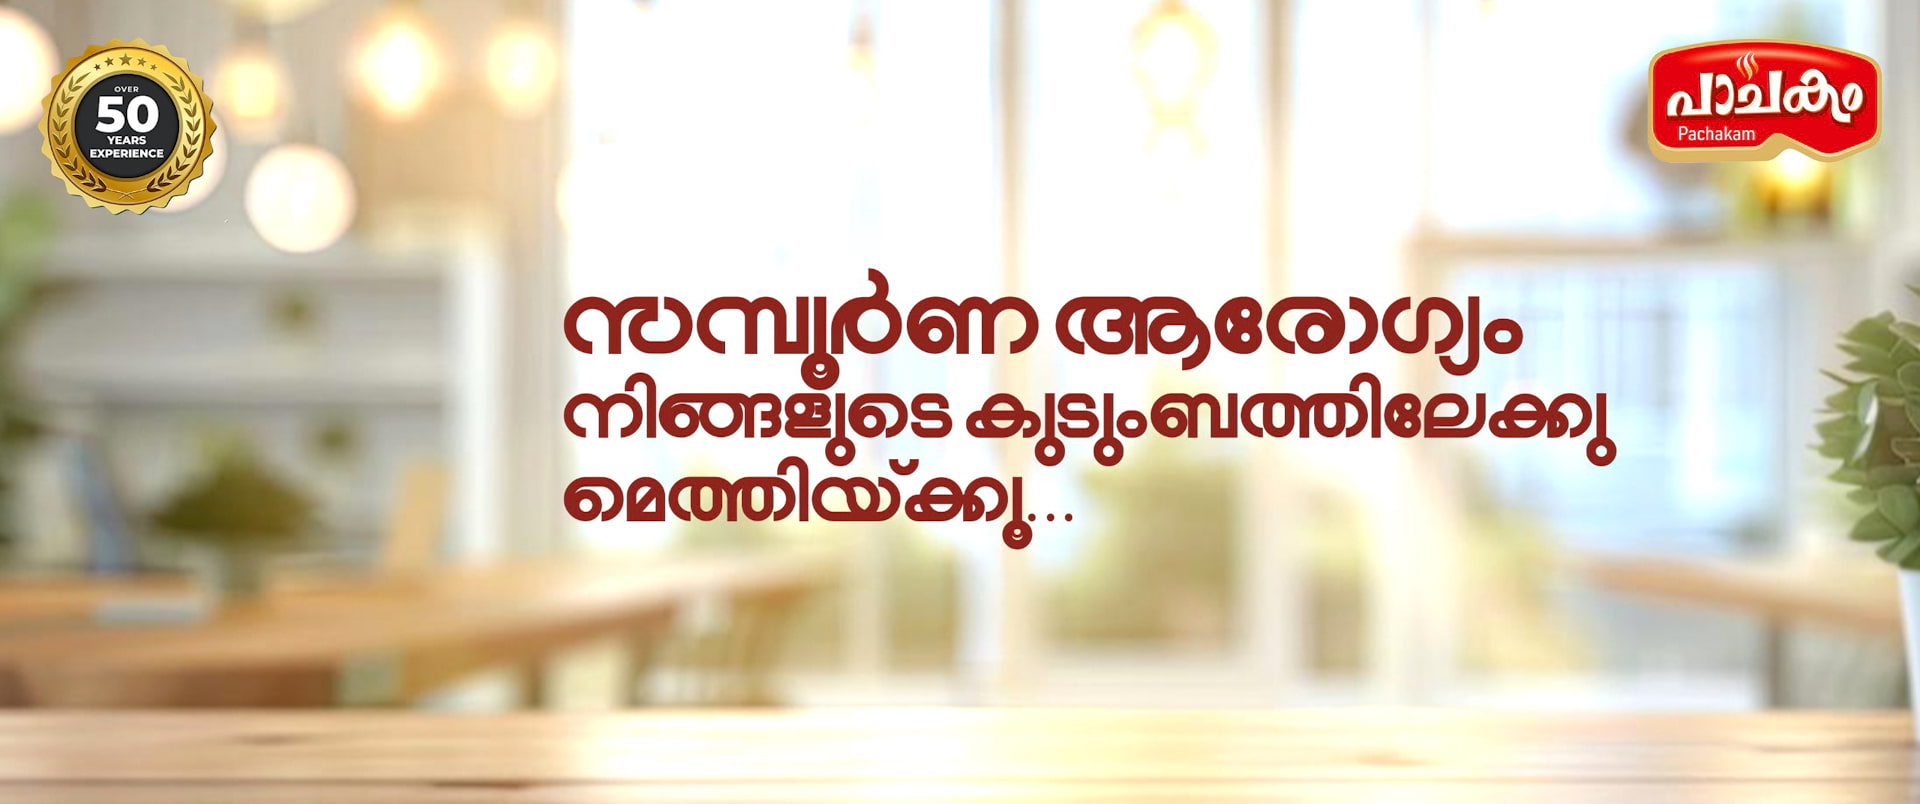 OVER
50
YEARS
EXPERIENCE
പാചകം
Pachakam
സമ്പൂർണ ആരോഗ്യം
നിങ്ങളുടെ കുടുംബത്തിലേക്കു
മെത്തിയ്ക്കൂ...